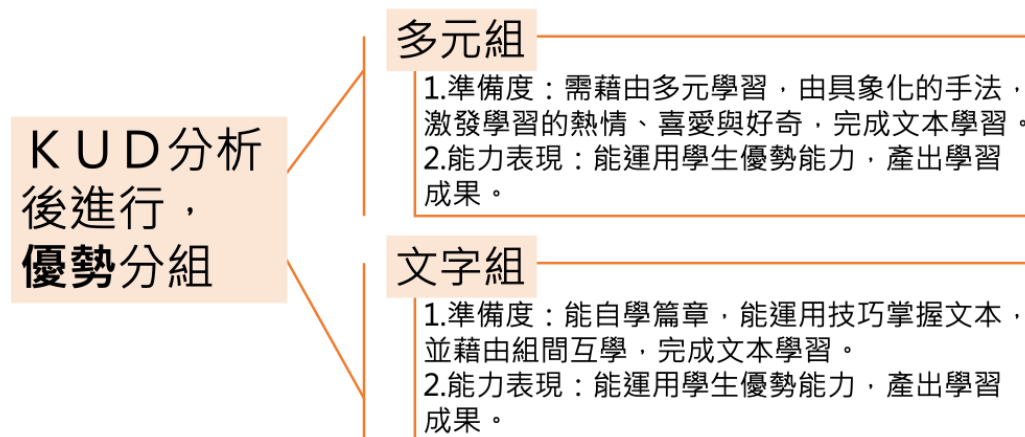 ＫＵＤ分析
後進行，
優勢分組
多元組
1.準備度：需藉由多元學習，由具象化的手法，
激發學習的熱情、喜愛與好奇，完成文本學習。
2.能力表現：能運用學生優勢能力，產出學習
成果。
文字組
1.準備度：能自學篇章，能運用技巧掌握文本，
並藉由組間互學，完成文本學習。
2.能力表現：能運用學生優勢能力，產出學習
成果。